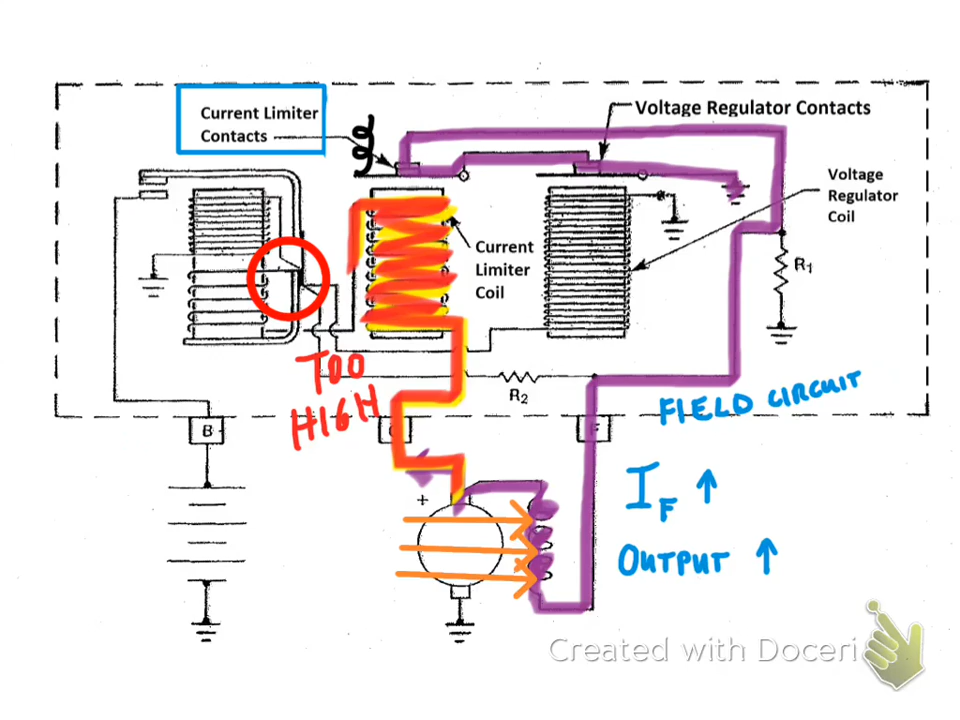 Current Limiter
Contacts
Voltage Regulator Contacts
Voltage
Regulator
Coil
Current
Limiter
Coil
R1
TOO
HIGH
R2
FIELD CIRCUIT
B
+
IF ↑
OUTPUT ↑
Created with Doceri